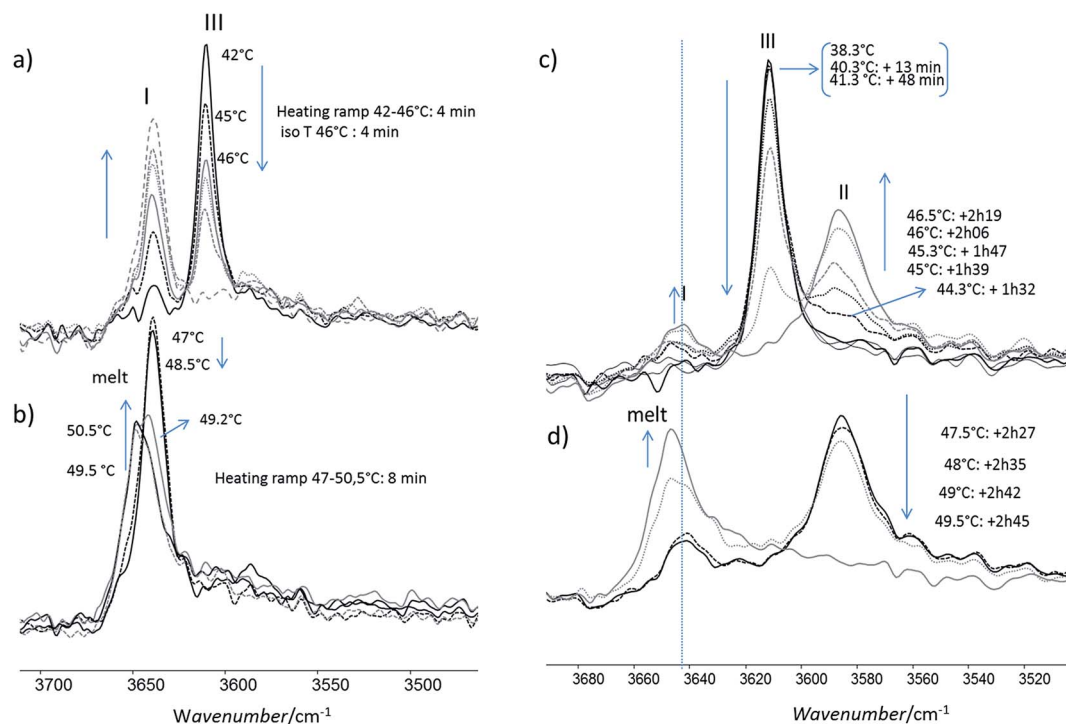 a)
I
III
42°C
45°C
46°C
Heating ramp 42-46°C: 4 min
iso T 46°C : 4 min
b)
melt
47°C
48.5°C
49.2°C
50.5°C
49.5 °C
Heating ramp 47-50,5°C: 8 min
3700
3650
3600
3550
3500
Wavenumber/cm-1
c)
III
38.3°C
40.3°C: + 13 min
41.3 °C: + 48 min
I
II
46.5°C: +2h19
46°C: +2h06
45.3°C: + 1h47
45°C: +1h39
44.3°C: + 1h32
d)
melt
47.5°C: +2h27
48°C: +2h35
49°C: +2h42
49.5°C: +2h45
3680
3660
3640
3620
3600
3580
3560
3540
3520
Wavenumber/cm-1